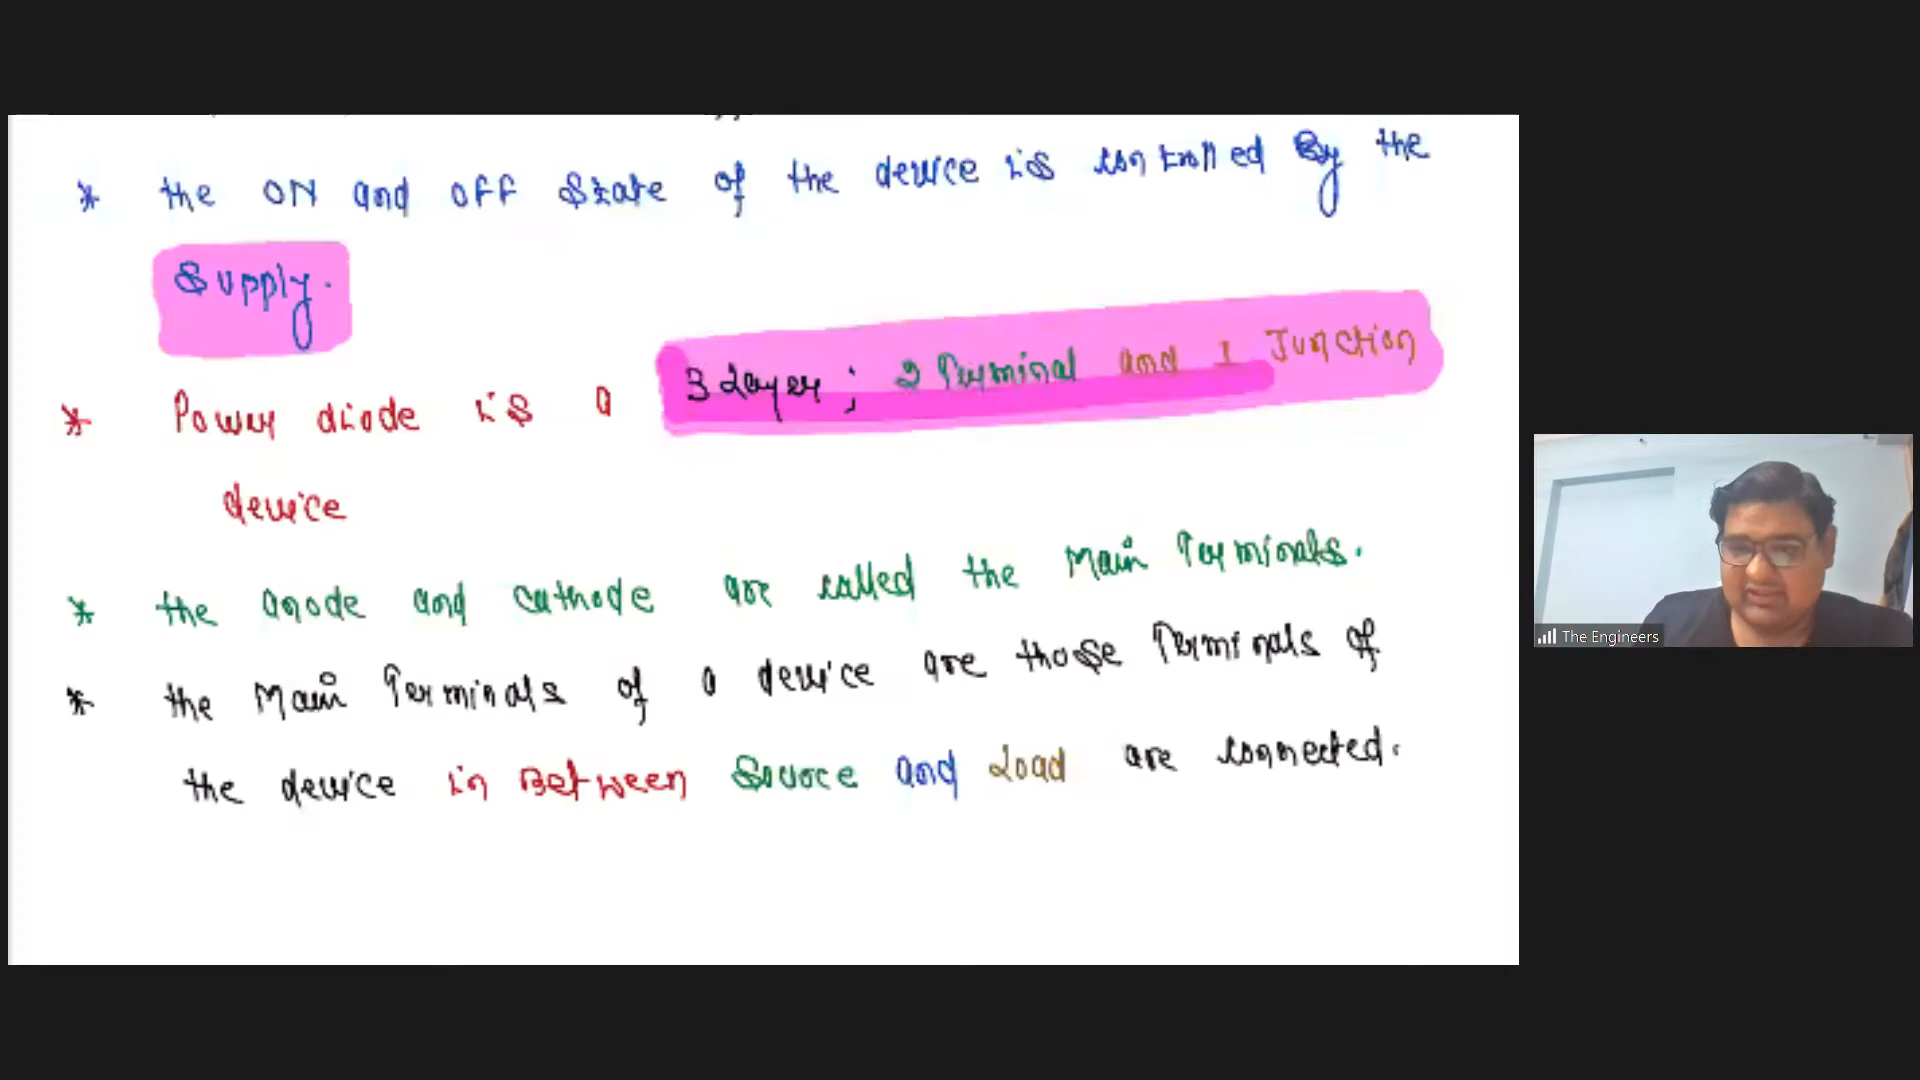 * the ON and OFF State of the device is controlled By the
Supply.
* Power diode is a 3 Layer; 2 Terminal and 1 Junction
device
* the anode and cathode are called the Main Terminals.
* the Main Terminals of a device are those Terminals of
the device in Between Source and Load are connected.
The Engineers